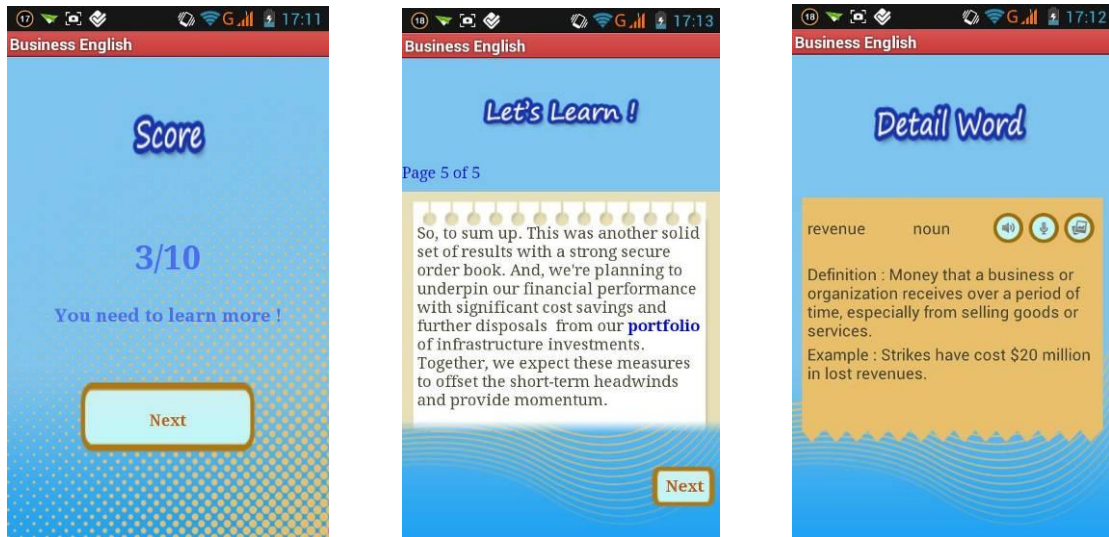 17 G 17:11
Business English
Score
3/10
You need to learn more !
Next
18 G 17:13
Business English
Let's Learn !
Page 5 of 5
So, to sum up. This was another solid
set of results with a strong secure
order book. And, we're planning to
underpin our financial performance
with significant cost savings and
further disposals from our portfolio
of infrastructure investments.
Together, we expect these measures
to offset the short-term headwinds
and provide momentum.
Next
18 G 17:12
Business English
Detail Word
revenue noun
Definition : Money that a business or
organization receives over a period of
time, especially from selling goods or
services.
Example : Strikes have cost $20 million
in lost revenues.